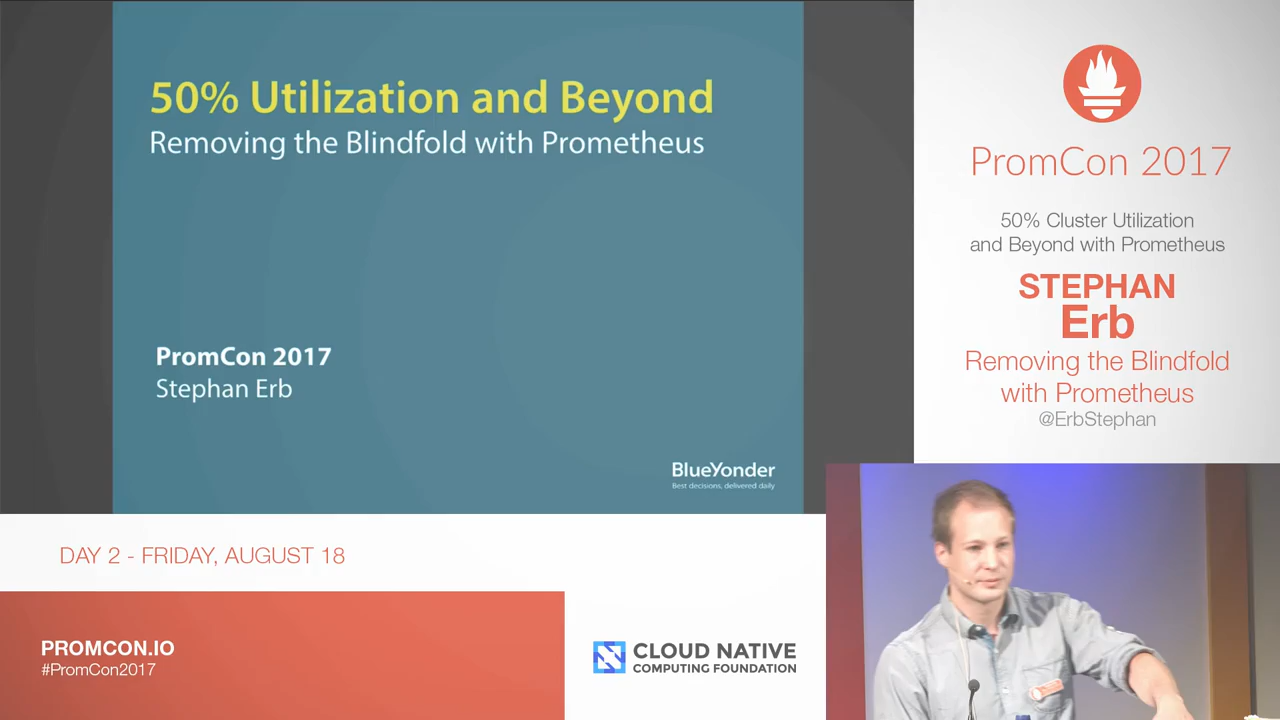 50% Utilization and Beyond
Removing the Blindfold with Prometheus
PromCon 2017
Stephan Erb
BlueYonder
Best decisions, delivered daily
PromCon 2017
50% Cluster Utilization
and Beyond with Prometheus
STEPHAN
Erb
Removing the Blindfold
with Prometheus
@ErbStephan
DAY 2 - FRIDAY, AUGUST 18
PROMCON.IO
#PromCon2017
CLOUD NATIVE
COMPUTING FOUNDATION